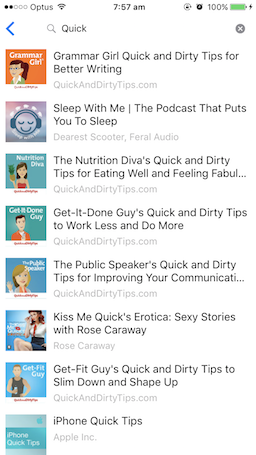 Optus
7:57 am
100%
Quick
Grammar Girl
QuickAndDirtyTips
Grammar Girl Quick and Dirty Tips for
Better Writing
QuickAndDirtyTips.com
Sleep With Me | The Podcast That Puts
You To Sleep
Dearest Scooter, Feral Audio
Nutrition
Diva
QuickAndDirtyTips
The Nutrition Diva's Quick and Dirty
Tips for Eating Well and Feeling Fabul...
QuickAndDirtyTips.com
Get-It-Done
Guy
QuickAndDirtyTips
Get-It-Done Guy's Quick and Dirty Tips
to Work Less and Do More
QuickAndDirtyTips.com
The Public
Speaker
QuickAndDirtyTips
The Public Speaker's Quick and Dirty
Tips for Improving Your Communicati...
QuickAndDirtyTips.com
Kiss Me Quick's Erotica: Sexy Stories
with Rose Caraway
Rose Caraway
Get-Fit
Guy
QuickAndDirtyTips
Get-Fit Guy's Quick and Dirty Tips to
Slim Down and Shape Up
QuickAndDirtyTips.com
iPhone
Quick Tips
iPhone Quick Tips
Apple Inc.